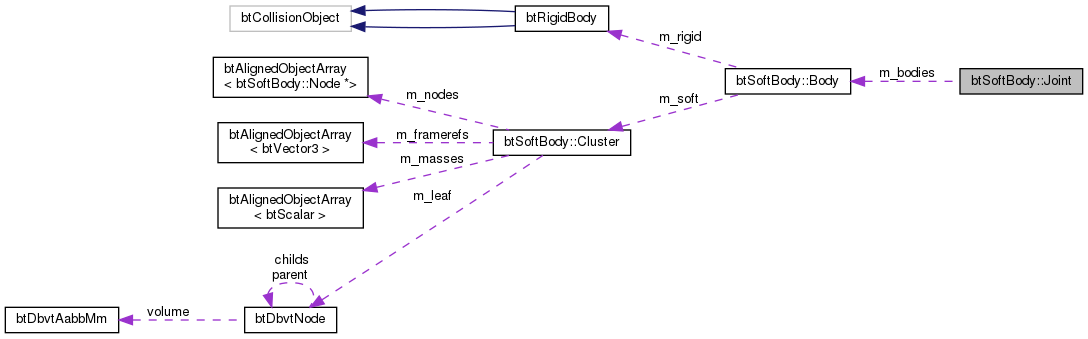 btCollisionObject
btRigidBody
m_rigid
btAlignedObjectArray
< btSoftBody::Node *>
btSoftBody::Body
m_bodies
btSoftBody::Joint
m_nodes
m_soft
btAlignedObjectArray
< btVector3 >
m_framerefs
btSoftBody::Cluster
m_masses
btAlignedObjectArray
< btScalar >
m_leaf
childs
parent
btDbvtAabbMm
volume
btDbvtNode